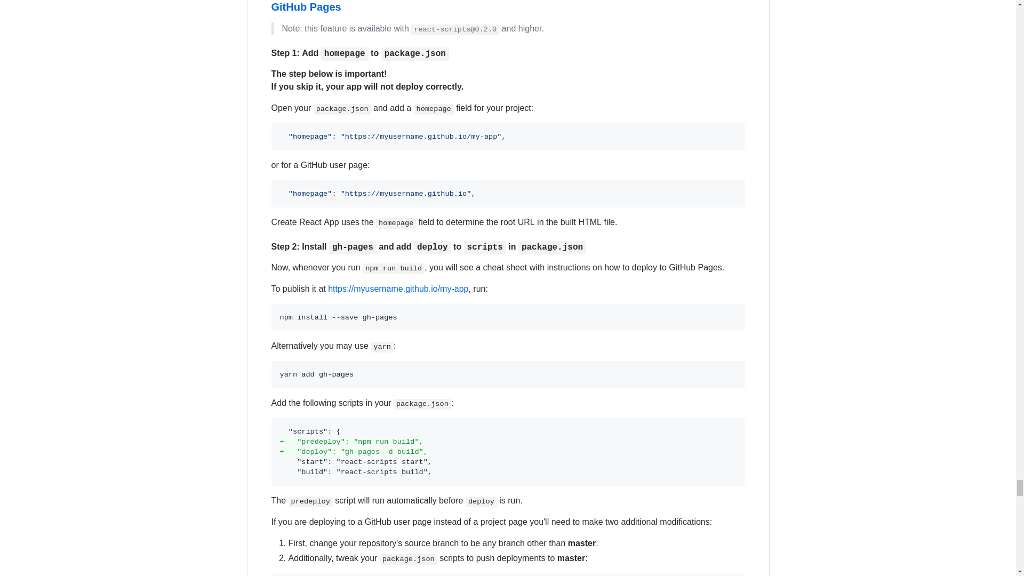 GitHub Pages
Note: this feature is available with react-scripts@0.2.0 and higher.
Step 1: Add homepage to package.json
The step below is important!
If you skip it, your app will not deploy correctly.
Open your package.json and add a homepage field for your project:
"homepage": "https://myusername.github.io/my-app",
or for a GitHub user page:
"homepage": "https://myusername.github.io",
Create React App uses the homepage field to determine the root URL in the built HTML file.
Step 2: Install gh-pages and add deploy to scripts in package.json
Now, whenever you run npm run build, you will see a cheat sheet with instructions on how to deploy to GitHub Pages.
To publish it at https://myusername.github.io/my-app, run:
npm install --save gh-pages
Alternatively you may use yarn:
yarn add gh-pages
Add the following scripts in your package.json:
"scripts": {
+ "predeploy": "npm run build",
+ "deploy": "gh-pages -d build",
"start": "react-scripts start",
"build": "react-scripts build",
The predeploy script will run automatically before deploy is run.
If you are deploying to a GitHub user page instead of a project page you'll need to make two additional modifications:
1. First, change your repository's source branch to be any branch other than master.
2. Additionally, tweak your package.json scripts to push deployments to master: